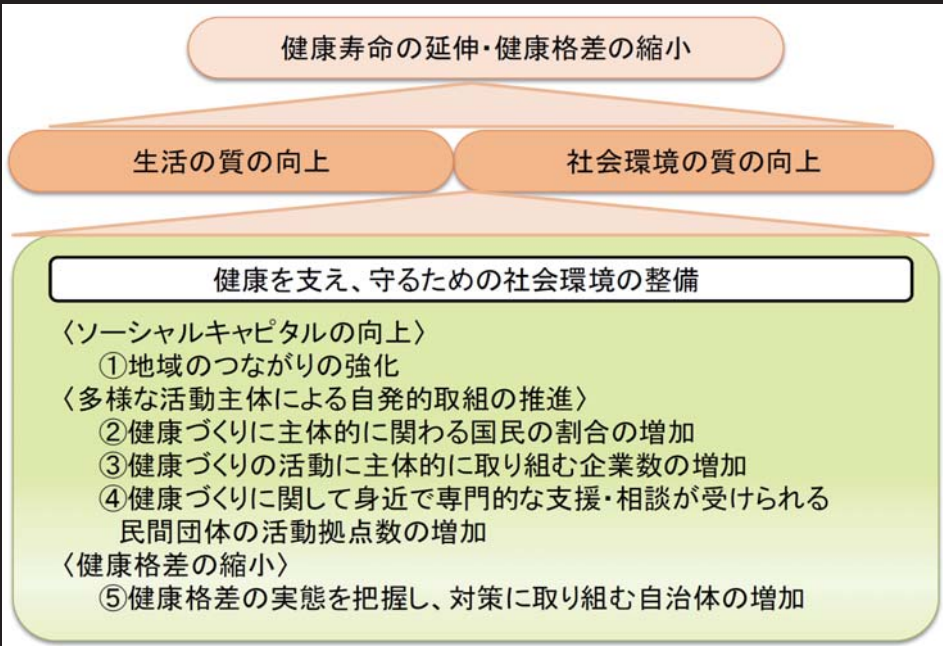 健康寿命の延伸・健康格差の縮小
生活の質の向上
社会環境の質の向上
健康を支え、守るための社会環境の整備
〈ソーシャルキャピタルの向上〉
①地域のつながりの強化
〈多様な活動主体による自発的取組の推進〉
②健康づくりに主体的に関わる国民の割合の増加
③健康づくりの活動に主体的に取り組む企業数の増加
④健康づくりに関して身近で専門的な支援・相談が受けられる
民間団体の活動拠点数の増加
〈健康格差の縮小〉
⑤健康格差の実態を把握し、対策に取り組む自治体の増加